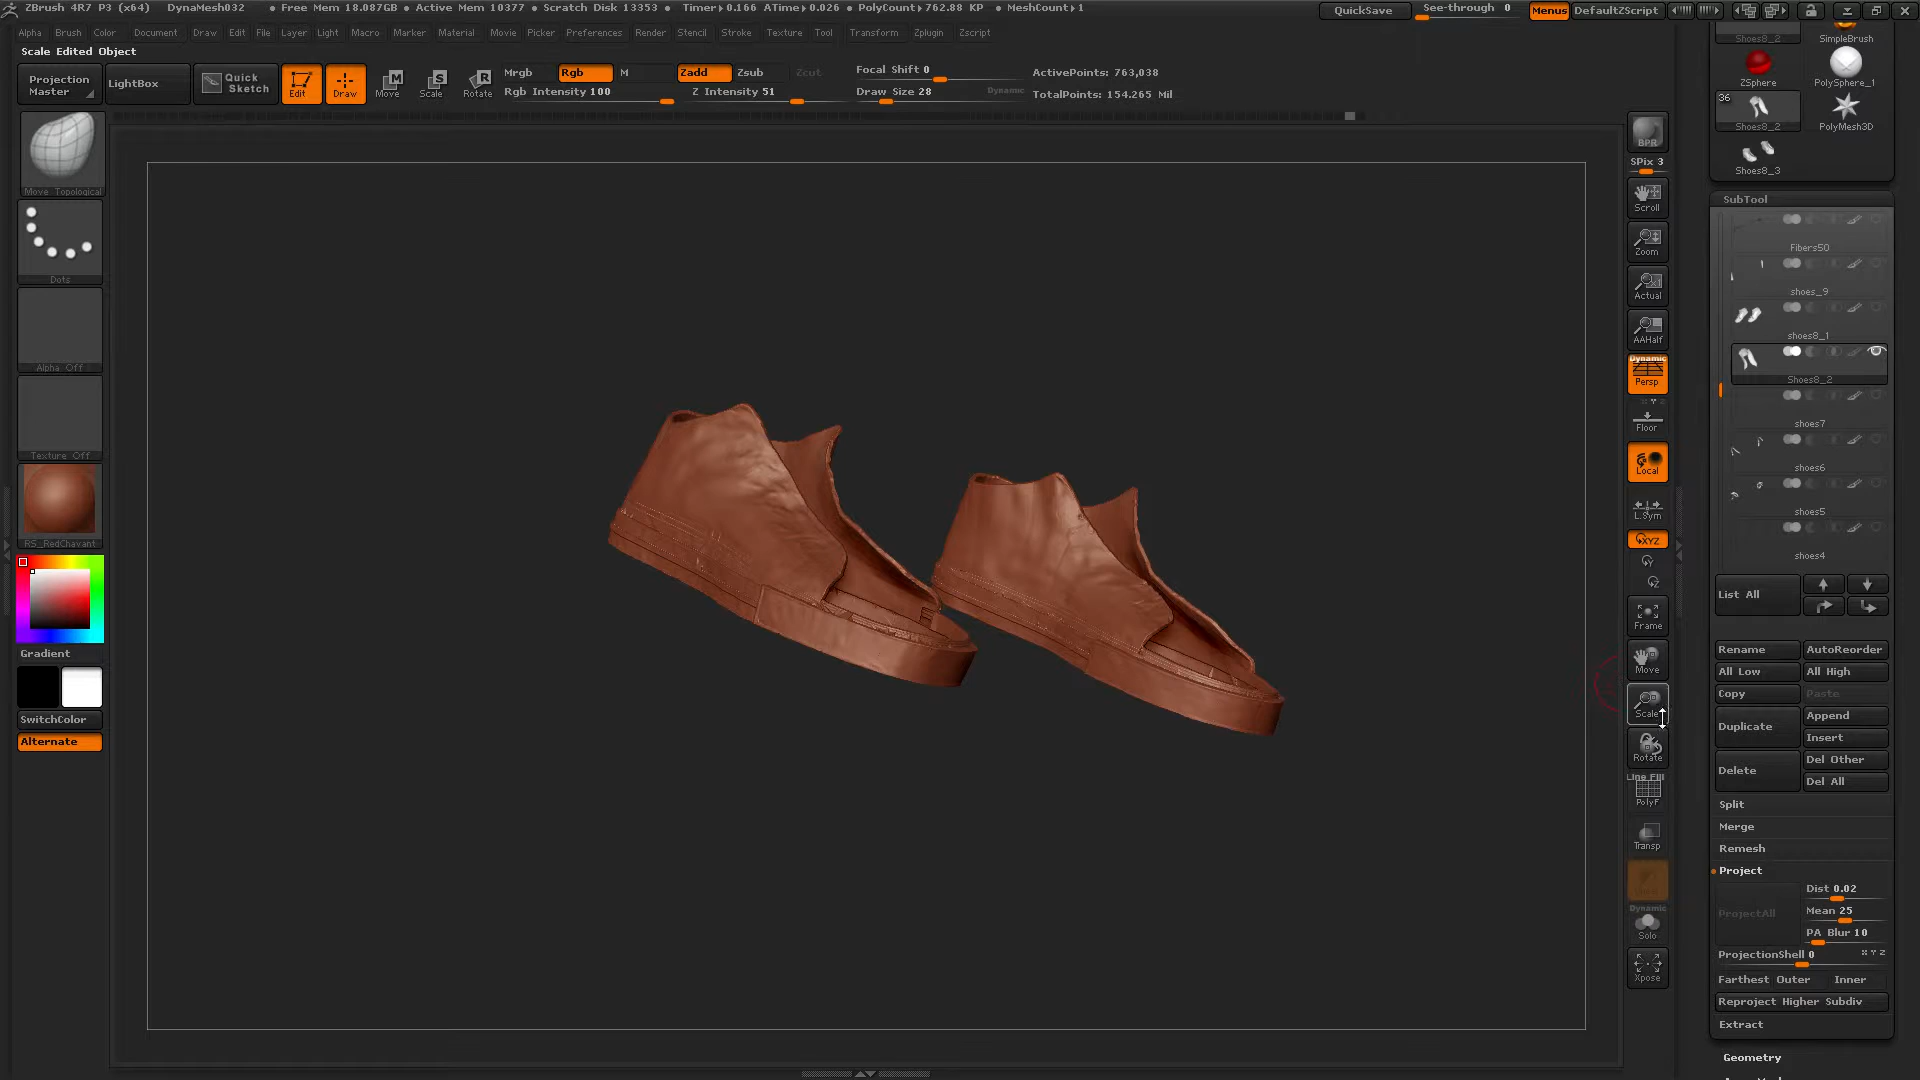 ZBrush 4R7 P3 (x64) DynaMesh032 • Free Mem 18.087GB • Active Mem 10377 • Scratch Disk 13353 • Timer▸0.166 ATime▸0.026 • PolyCount▸762.88 KP • MeshCount▸1 QuickSave See-through 0 Menus DefaultZScript
Alpha Brush Color Document Draw Edit File Layer Light Macro Marker Material Movie Picker Preferences Render Stencil Stroke Texture Tool Transform Zplugin Zscript
Scale Edited Object
Projection Master
LightBox
Quick Sketch
Edit
Draw
Move
Scale
Rotate
Mrgb Rgb M
Rgb Intensity 100
Zadd Zsub Zcut
Z Intensity 51
Focal Shift 0
Draw Size 28
Dynamic
ActivePoints: 763,038
TotalPoints: 154.265 Mil
Move Topological
Dots
Alpha Off
Texture Off
RS_RedChavant
Gradient
SwitchColor
Alternate
BPR
SPix 3
Scroll
Zoom
Actual
AAHalf
Dynamic
Persp
Floor
Local
L.Sym
XYZ
Frame
Move
Scale
Rotate
Line Fill
PolyF
Transp
Dynamic
Solo
Xpose
Shoes8_2
SimpleBrush
ZSphere
PolySphere_1
36
Shoes8_2
PolyMesh3D
Shoes8_3
SubTool
Fibers50
shoes_9
shoes8_1
Shoes8_2
shoes7
shoes6
shoes5
shoes4
List All
Rename AutoReorder
All Low All High
Copy Paste
Duplicate Append
Insert
Delete Del Other
Del All
Split
Merge
Remesh
Project
ProjectAll
Dist 0.02
Mean 25
PA Blur 10
ProjectionShell 0 X Y Z
Farthest Outer Inner
Reproject Higher Subdiv
Extract
Geometry